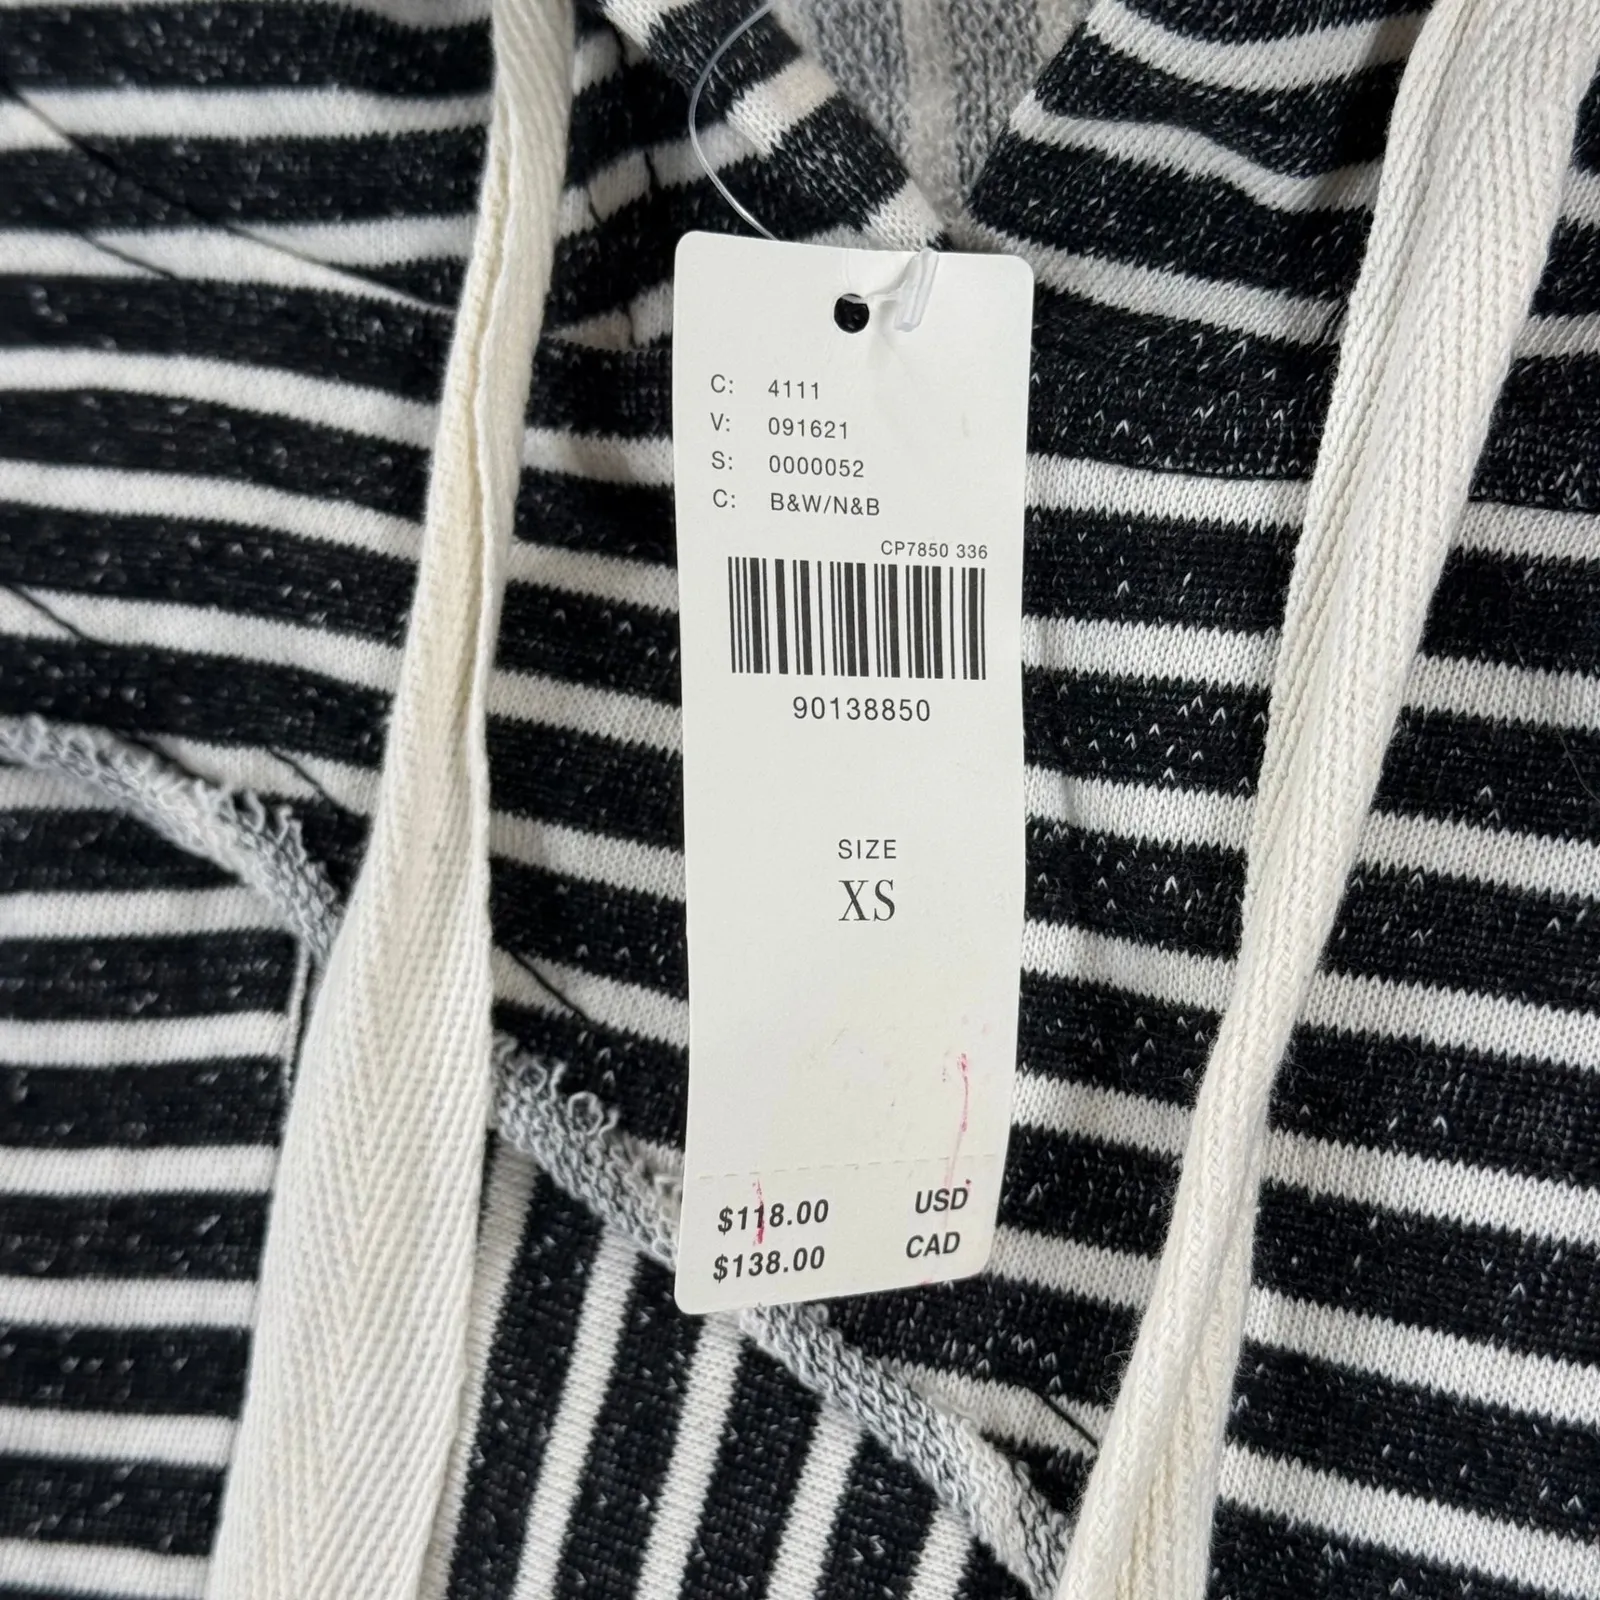 C: 4111
V: 091621
S: 0000052
C: B&W/N&B
CP7850 336
90138850
SIZE
XS
$118.00 USD
$138.00 CAD